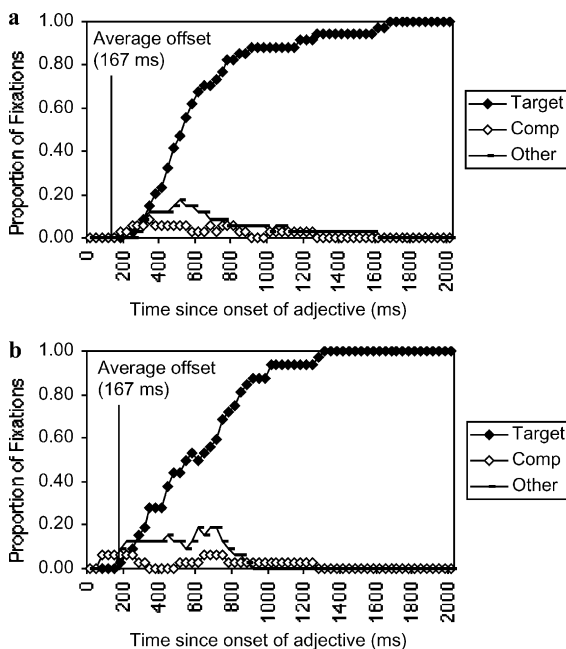 a
Average offset
(167 ms)
Proportion of Fixations
1.00
0.80
0.60
0.40
0.20
0.00
0
200
400
600
800
1000
1200
1400
1600
1800
2000
Time since onset of adjective (ms)
Target
Comp
Other
b
Average offset
(167 ms)
Proportion of Fixations
1.00
0.80
0.60
0.40
0.20
0.00
0
200
400
600
800
1000
1200
1400
1600
1800
2000
Time since onset of adjective (ms)
Target
Comp
Other